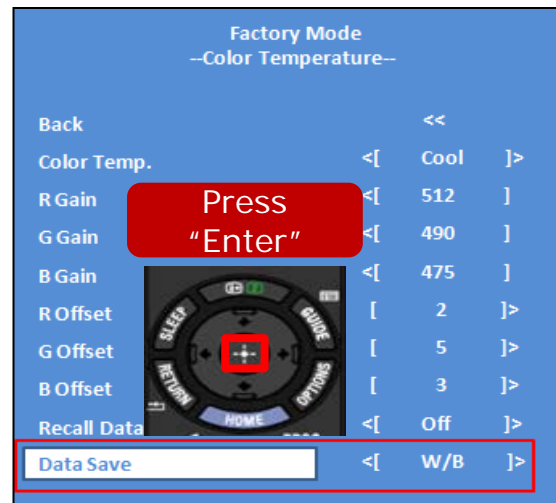 Factory Mode
--Color Temperature--
Back <<
Color Temp. <[ Cool ]>
R Gain <[ 512 ]
G Gain <[ 490 ]
B Gain <[ 475 ]
R Offset [ 2 ]>
G Offset [ 5 ]>
B Offset [ 3 ]>
Recall Data <[ Off ]>
Data Save <[ W/B ]>
Press
"Enter"
SLEEP
GUIDE
RETURN
OPTIONS
HOME